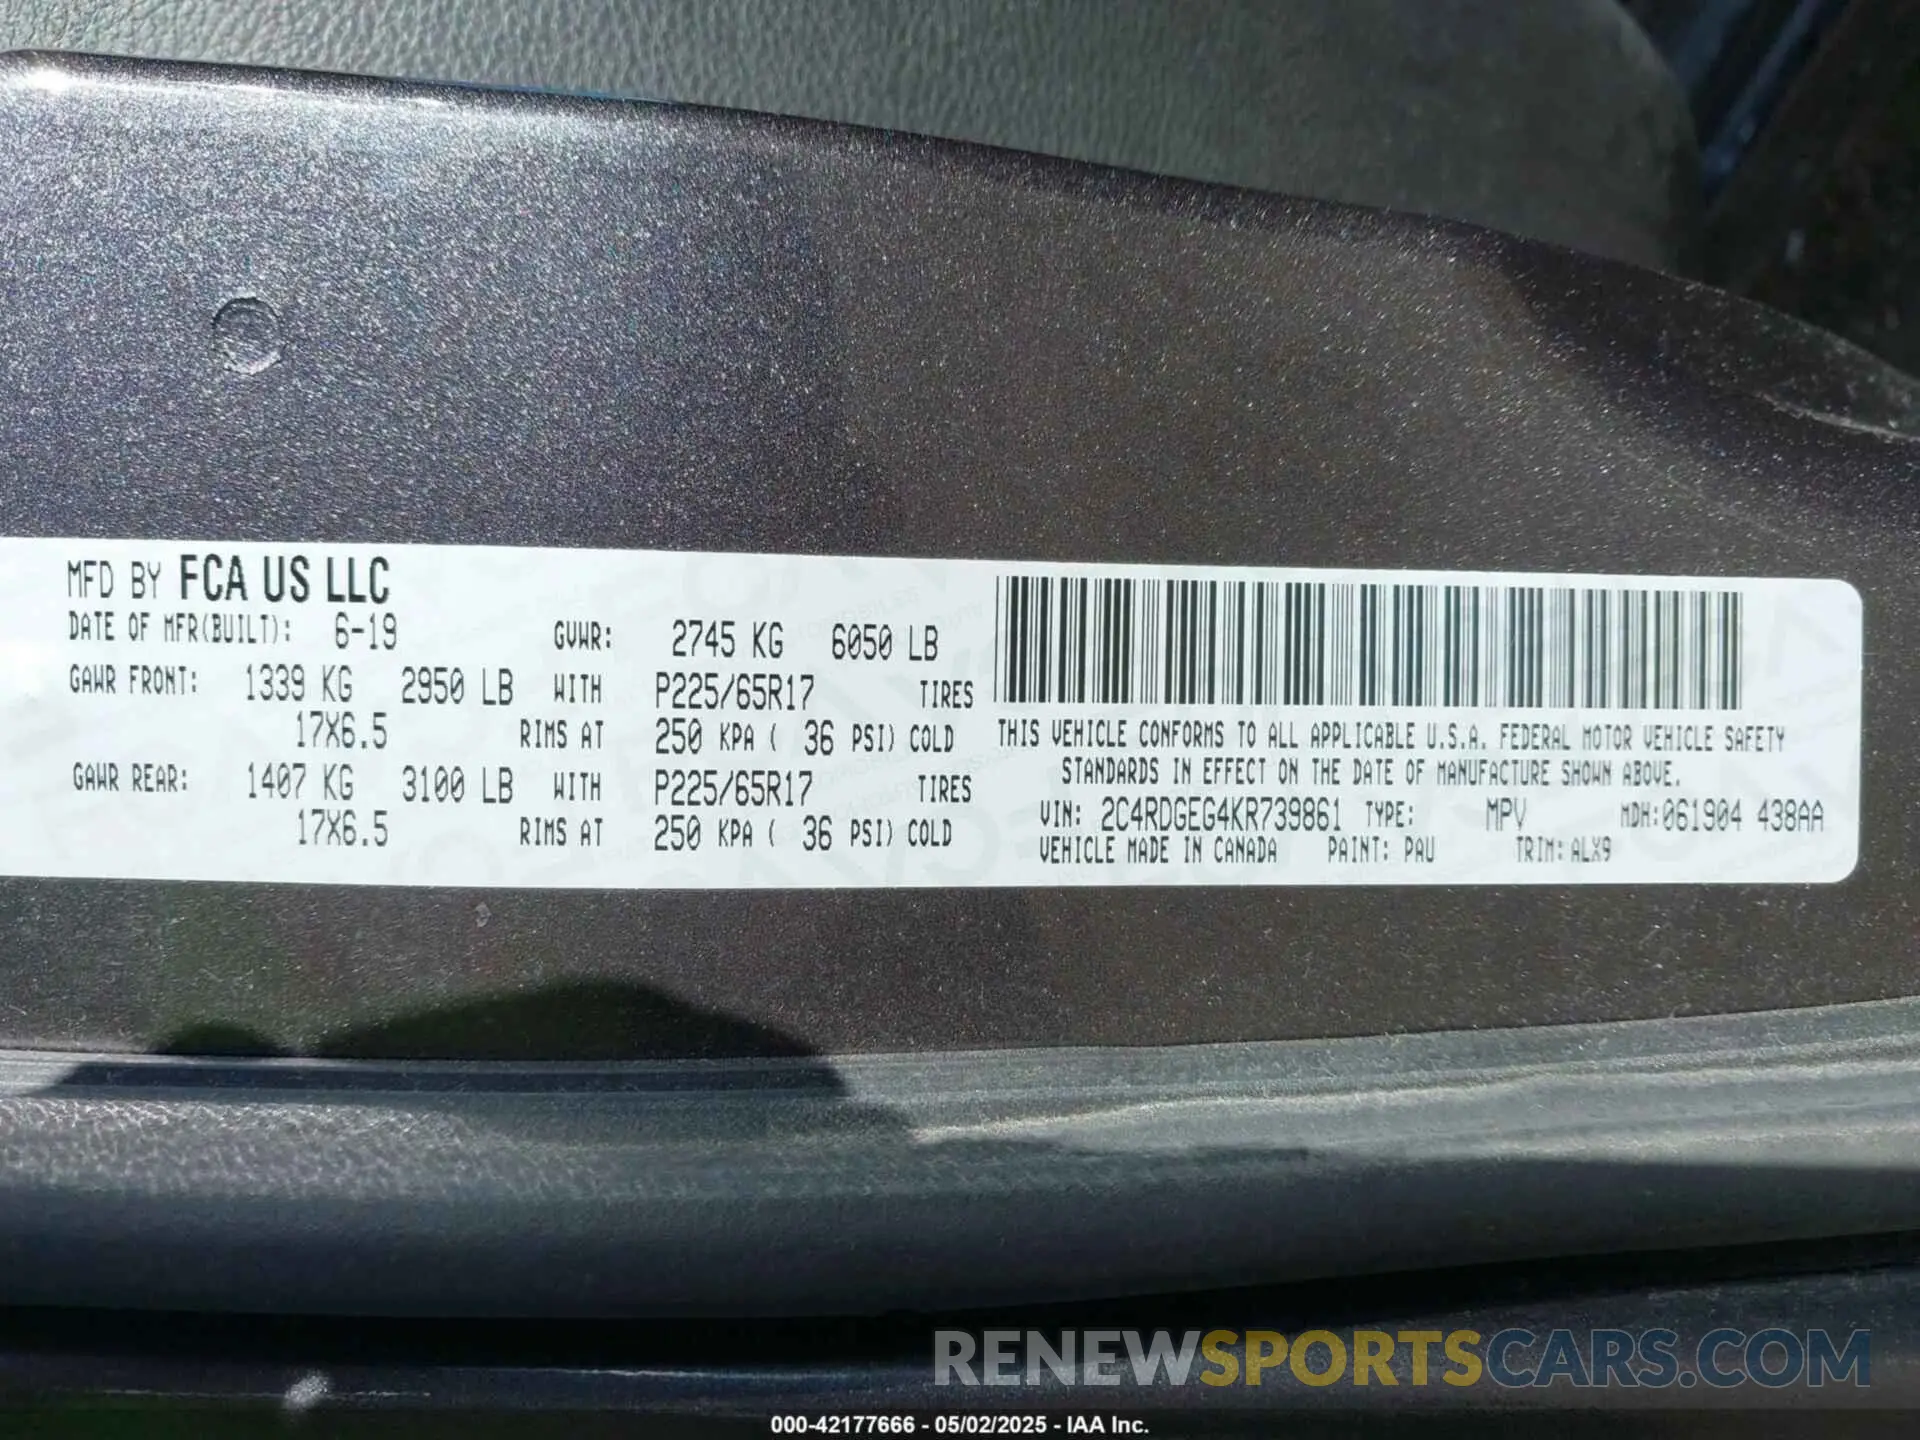 MFD BY FCA US LLC
DATE OF MFR(BUILT): 6-19 GVWR: 2745 KG 6050 LB
GAWR FRONT: 1339 KG 2950 LB WITH P225/65R17 TIRES
17X6.5 RIMS AT 250 KPA ( 36 PSI) COLD
GAWR REAR: 1407 KG 3100 LB WITH P225/65R17 TIRES
17X6.5 RIMS AT 250 KPA ( 36 PSI) COLD
THIS VEHICLE CONFORMS TO ALL APPLICABLE U.S.A. FEDERAL MOTOR VEHICLE SAFETY
STANDARDS IN EFFECT ON THE DATE OF MANUFACTURE SHOWN ABOVE.
VIN: 2C4RDGEG4KR739861 TYPE: MPV MDH:061904 438AA
VEHICLE MADE IN CANADA PAINT: PAU TRIM: ALX9
RENEWSPORTSCARS.COM
000-42177666 - 05/02/2025 - IAA Inc.